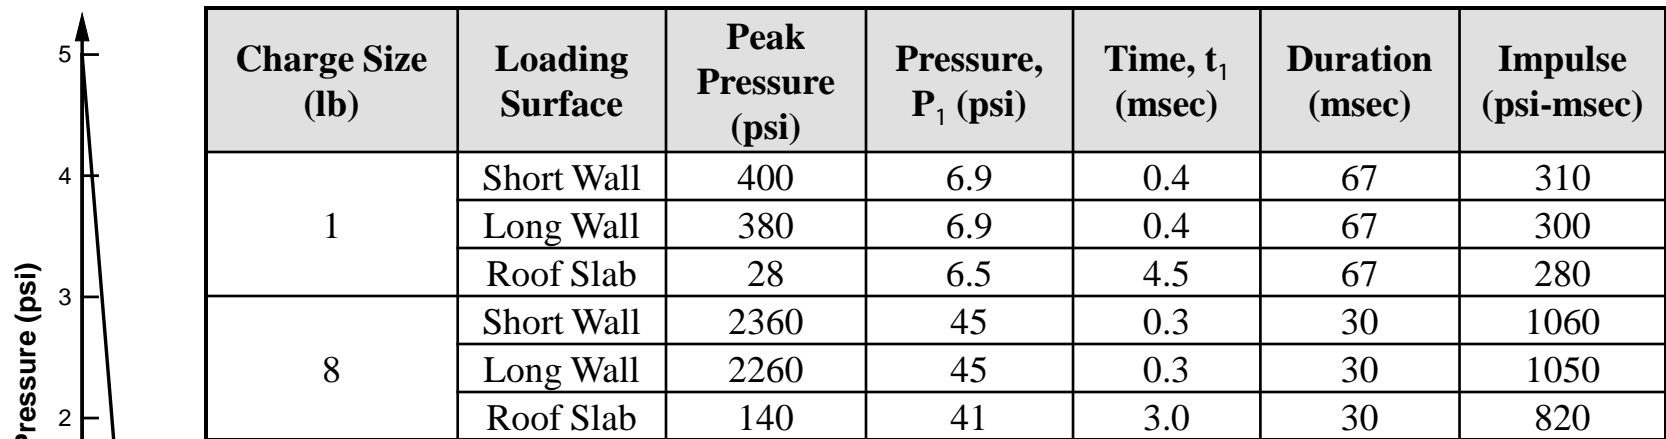 5
4
3
2
Pressure (psi)
Charge Size (lb) | Loading Surface | Peak Pressure (psi) | Pressure, P₁ (psi) | Time, t₁ (msec) | Duration (msec) | Impulse (psi-msec)
1 | Short Wall | 400 | 6.9 | 0.4 | 67 | 310
Long Wall | 380 | 6.9 | 0.4 | 67 | 300
Roof Slab | 28 | 6.5 | 4.5 | 67 | 280
8 | Short Wall | 2360 | 45 | 0.3 | 30 | 1060
Long Wall | 2260 | 45 | 0.3 | 30 | 1050
Roof Slab | 140 | 41 | 3.0 | 30 | 820